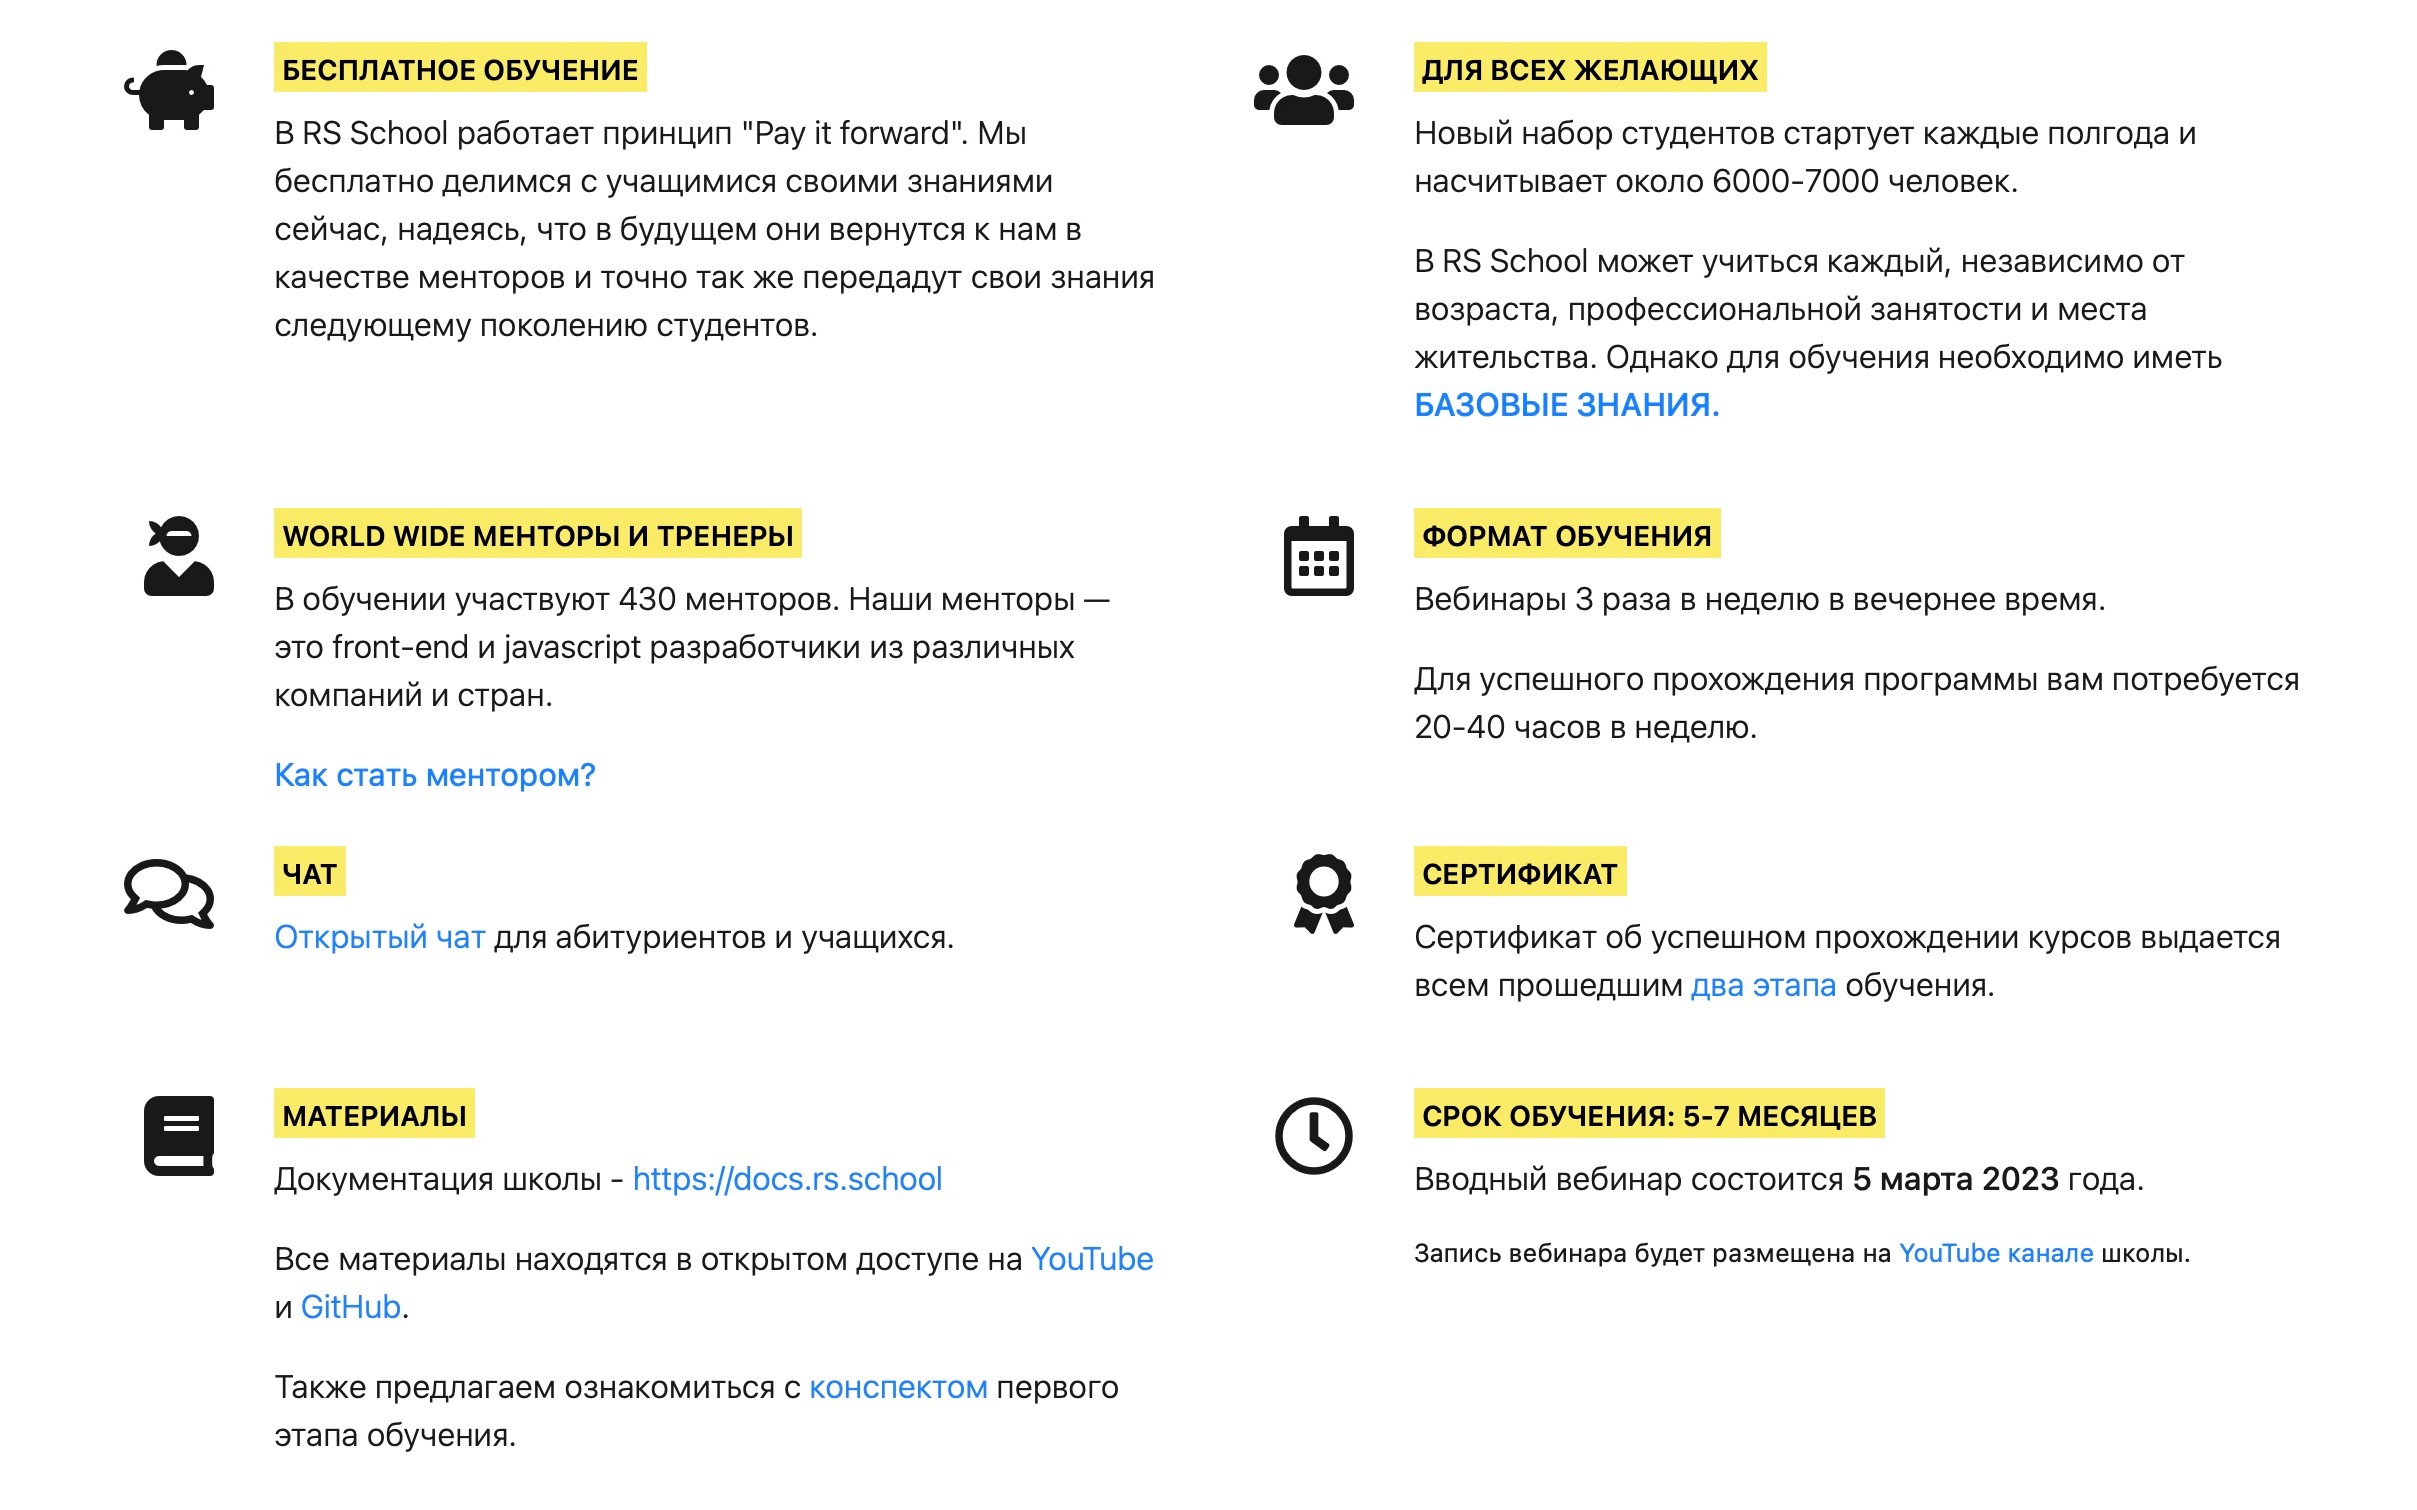 БЕСПЛАТНОЕ ОБУЧЕНИЕ
В RS School работает принцип "Pay it forward". Мы
бесплатно делимся с учащимися своими знаниями
сейчас, надеясь, что в будущем они вернутся к нам в
качестве менторов и точно так же передадут свои знания
следующему поколению студентов.
ДЛЯ ВСЕХ ЖЕЛАЮЩИХ
Новый набор студентов стартует каждые полгода и
насчитывает около 6000-7000 человек.
В RS School может учиться каждый, независимо от
возраста, профессиональной занятости и места
жительства. Однако для обучения необходимо иметь
БАЗОВЫЕ ЗНАНИЯ.
WORLD WIDE МЕНТОРЫ И ТРЕНЕРЫ
В обучении участвуют 430 менторов. Наши менторы —
это front-end и javascript разработчики из различных
компаний и стран.
Как стать ментором?
ФОРМАТ ОБУЧЕНИЯ
Вебинары 3 раза в неделю в вечернее время.
Для успешного прохождения программы вам потребуется
20-40 часов в неделю.
ЧАТ
Открытый чат для абитуриентов и учащихся.
СЕРТИФИКАТ
Сертификат об успешном прохождении курсов выдается
всем прошедшим два этапа обучения.
МАТЕРИАЛЫ
Документация школы - https://docs.rs.school
Все материалы находятся в открытом доступе на YouTube
и GitHub.
Также предлагаем ознакомиться с конспектом первого
этапа обучения.
СРОК ОБУЧЕНИЯ: 5-7 МЕСЯЦЕВ
Вводный вебинар состоится 5 марта 2023 года.
Запись вебинара будет размещена на YouTube канале школы.